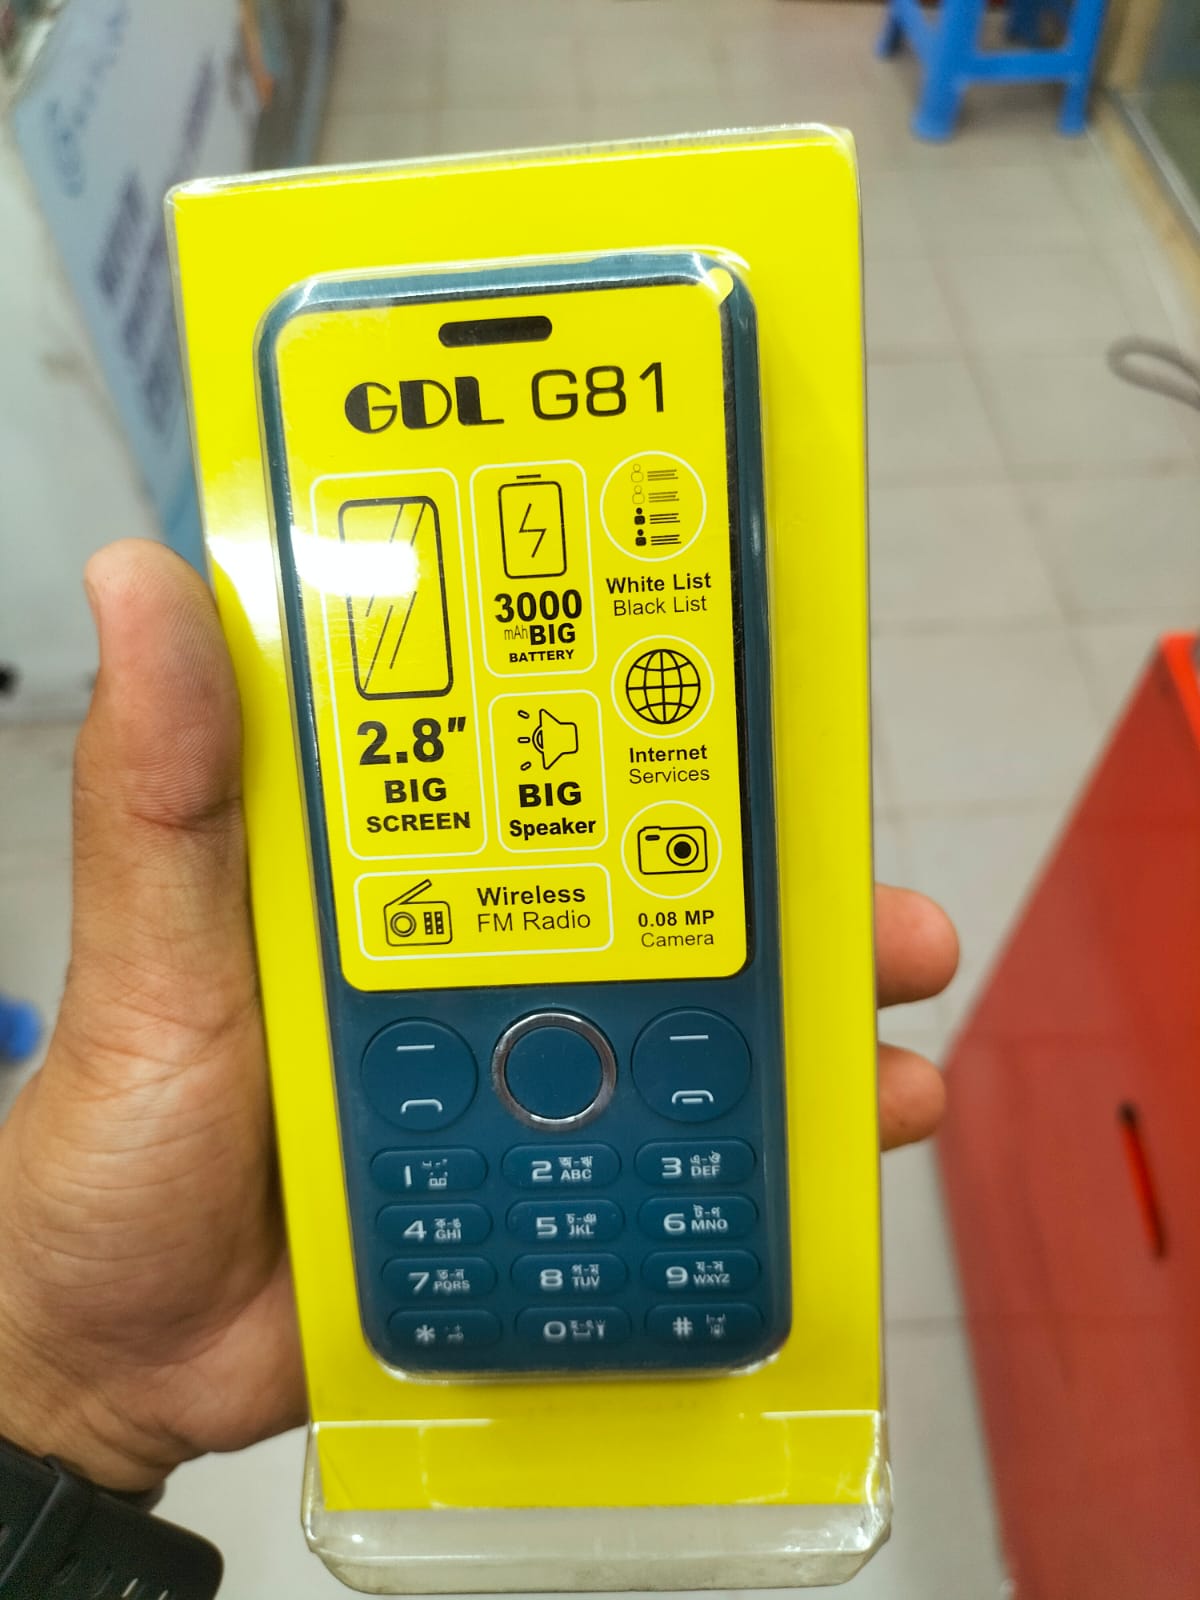 GDL G81
2.8"
BIG
SCREEN
3000
mAh BIG
BATTERY
BIG
Speaker
Wireless
FM Radio
White List
Black List
Internet
Services
0.08 MP
Camera
1
2 অ-ঋ ABC
3 এ-ঔ DEF
4 ক-ঙ GHI
5 চ-ঞ JKL
6 ট-ণ MNO
7 ত-ন PQRS
8 প-ম TUV
9 য-স WXYZ
*
0
#